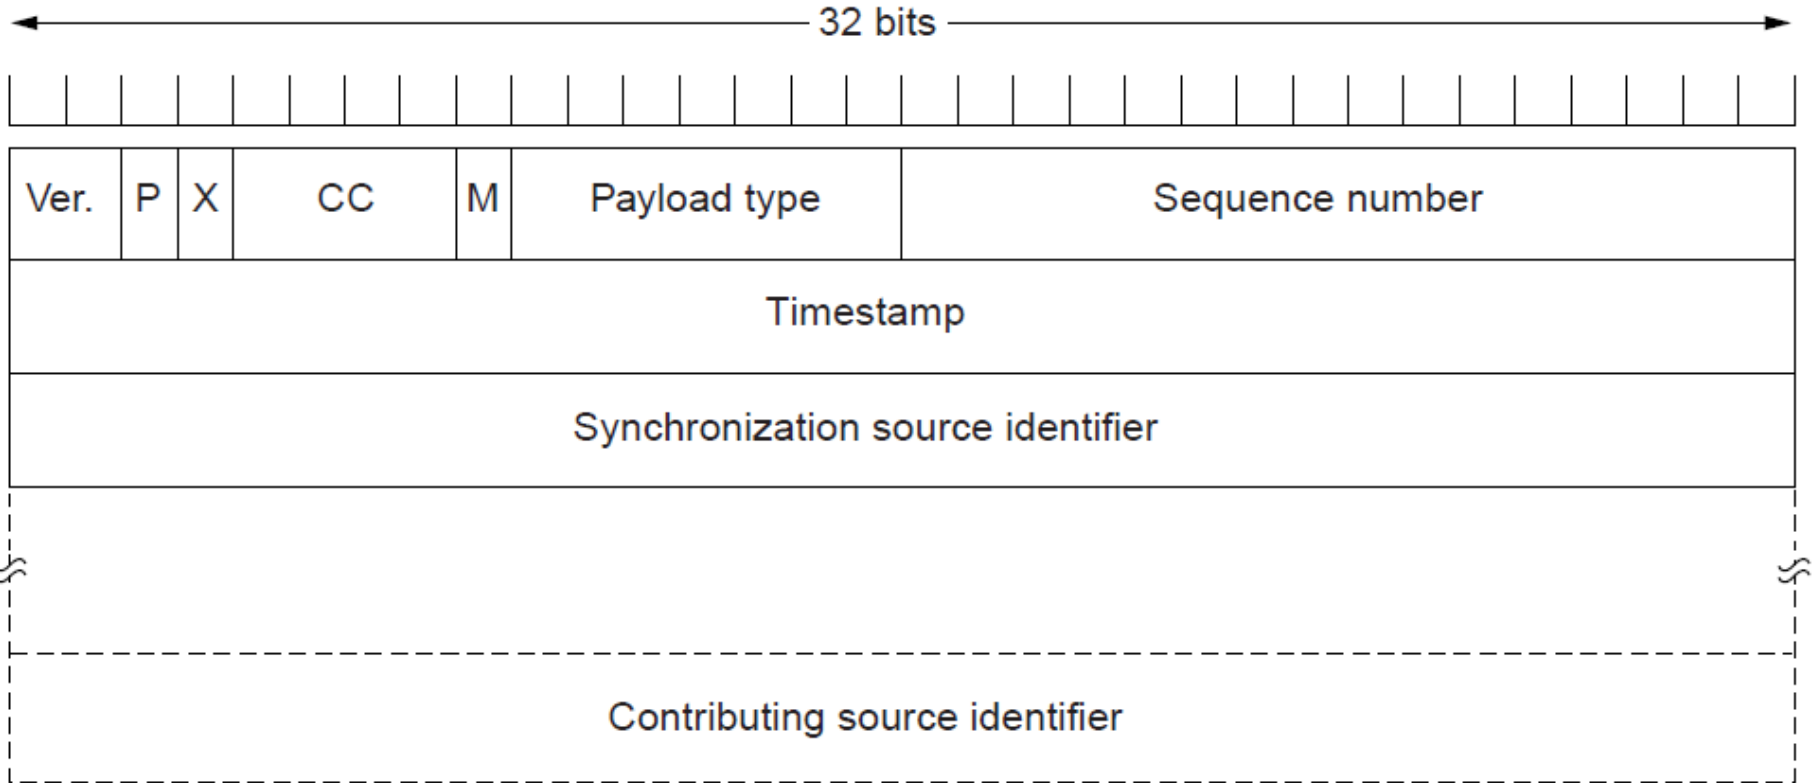 32 bits
Ver. P X CC M Payload type Sequence number
Timestamp
Synchronization source identifier
Contributing source identifier